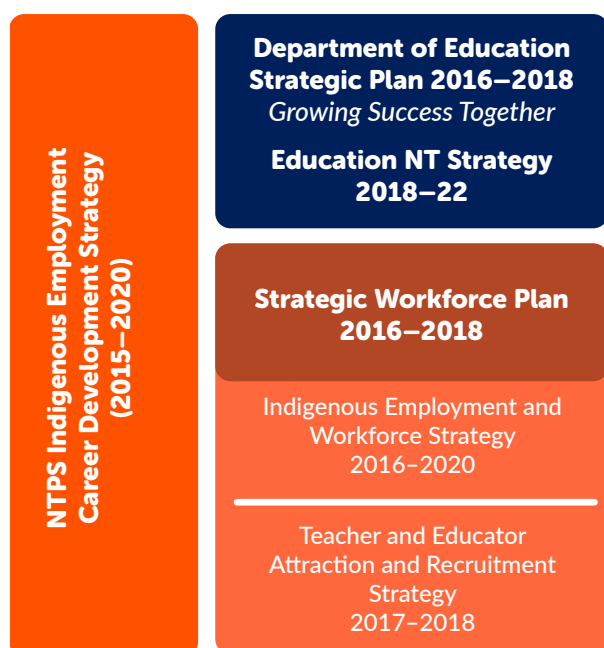 NTPS Indigenous Employment
Career Development Strategy
(2015–2020)
Department of Education
Strategic Plan 2016–2018
Growing Success Together
Education NT Strategy
2018–22
Strategic Workforce Plan
2016–2018
Indigenous Employment and
Workforce Strategy
2016–2020
Teacher and Educator
Attraction and Recruitment
Strategy
2017–2018